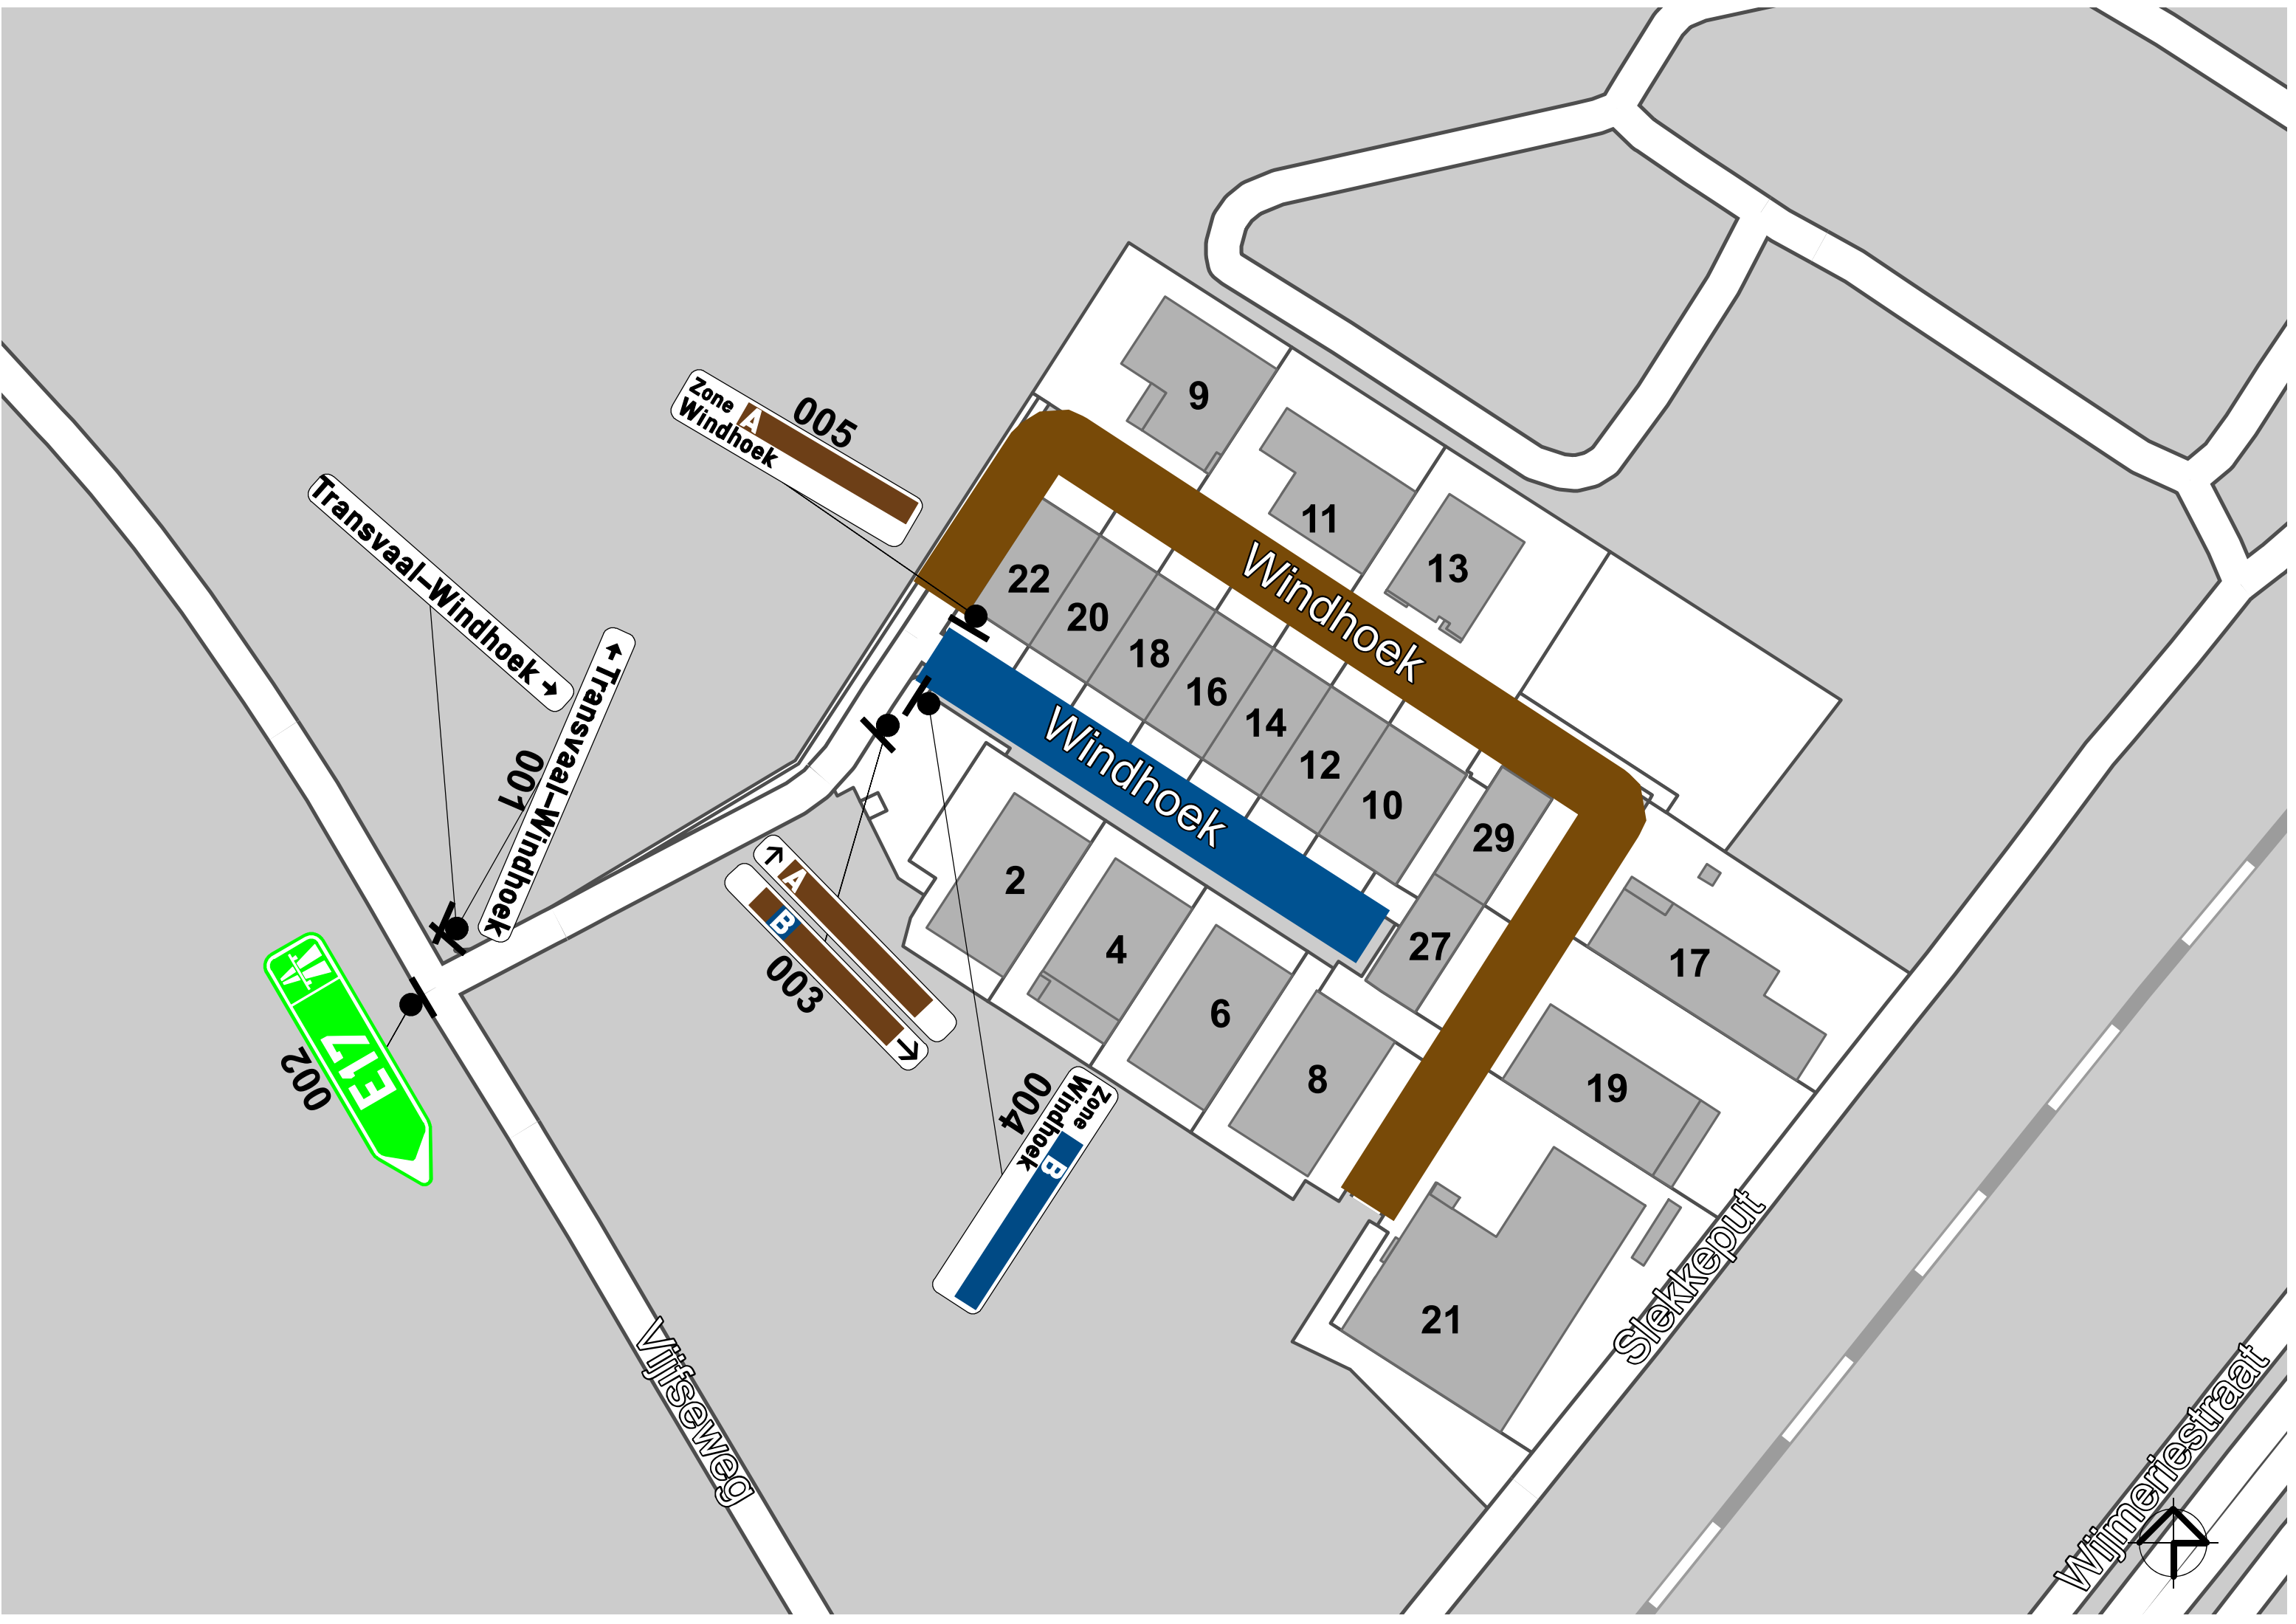 9
11
13
Zone A
Windhoek
005
Transvaal-Windhoek
Windhoek
22
20
18
16
14
12
10
29
27
Transvaal-Windhoek
001
Windhoek
2
4
6
8
17
19
21
A
B
003
E17
002
004
Zone
Windhoek
B
Slekkeput
Vijfseweg
Wijmeriestraat